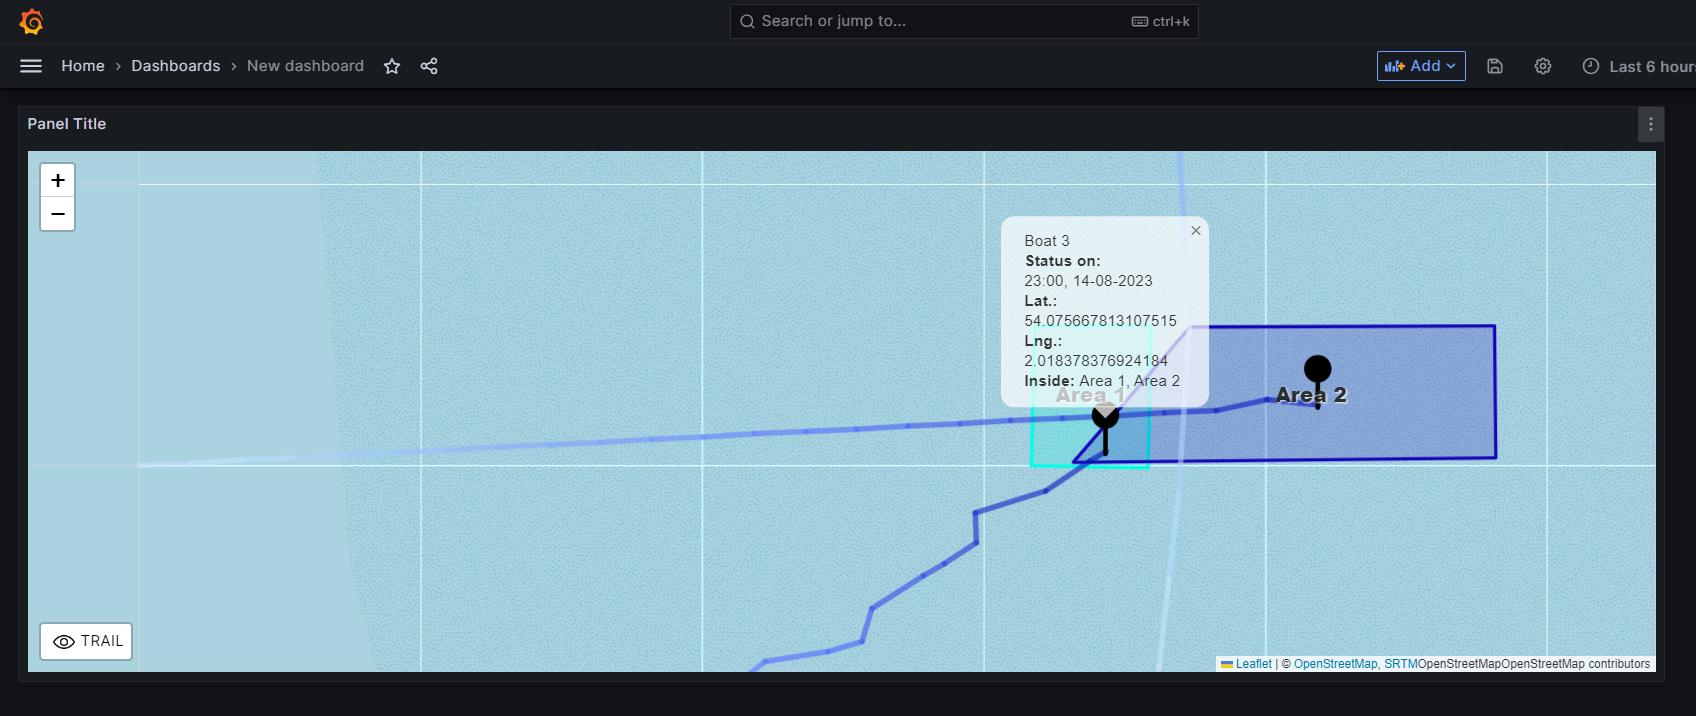 Search or jump to...
ctrl+k
Home › Dashboards › New dashboard
Add
Last 6 hour
Panel Title
+
−
Boat 3
Status on:
23:00, 14-08-2023
Lat.:
54.075667813107515
Lng.:
2.018378376924184
Inside: Area 1, Area 2
Area 1
Area 2
TRAIL
Leaflet | © OpenStreetMap, SRTMOpenStreetMapOpenStreetMap contributors